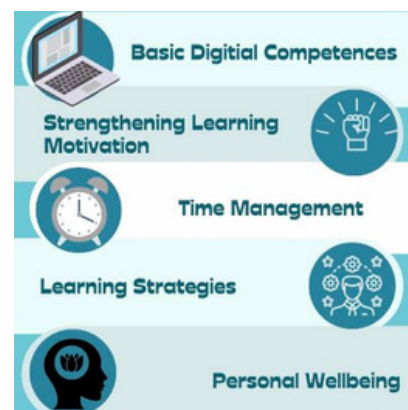 Basic Digitial Competences
Strengthening Learning
Motivation
Time Management
Learning Strategies
Personal Wellbeing